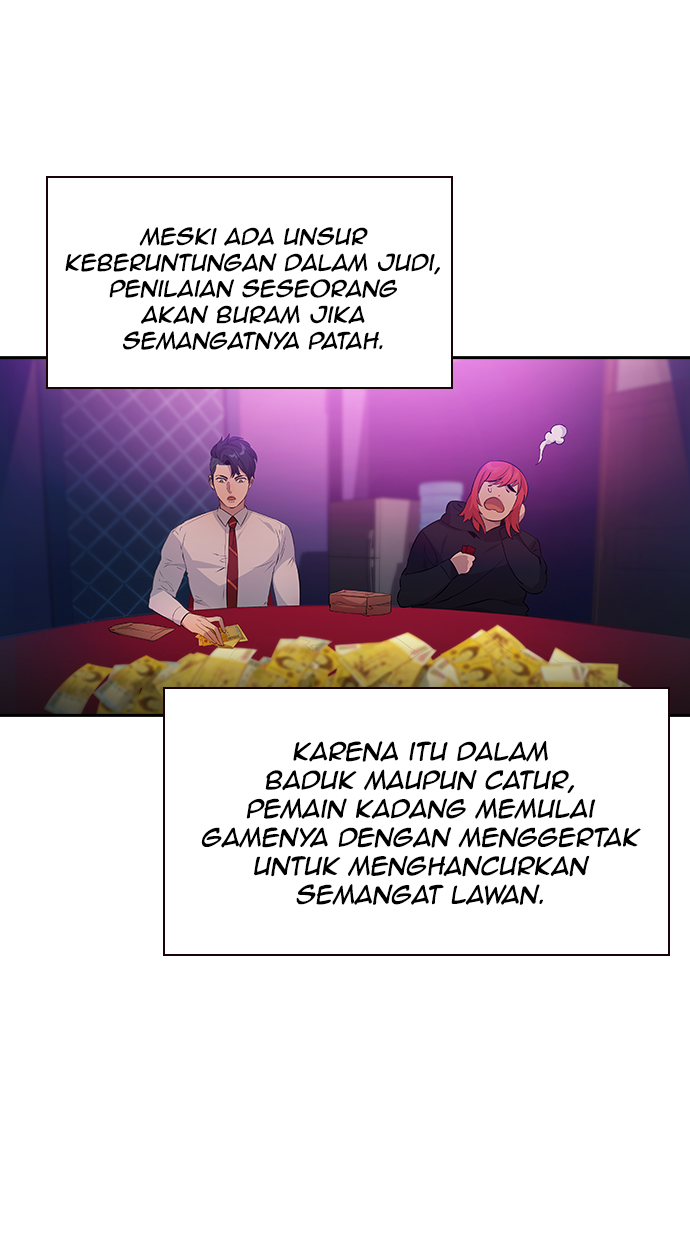 MESKI ADA UNSUR
KEBERUNTUNGAN DALAM JUDI,
PENILAIAN SESEORANG
AKAN BURAM JIKA
SEMANGATNYA PATAH.
KARENA ITU DALAM
BADUK MAUPUN CATUR,
PEMAIN KADANG MEMULAI
GAMENYA DENGAN MENGGERTAK
UNTUK MENGHANCURKAN
SEMANGAT LAWAN.